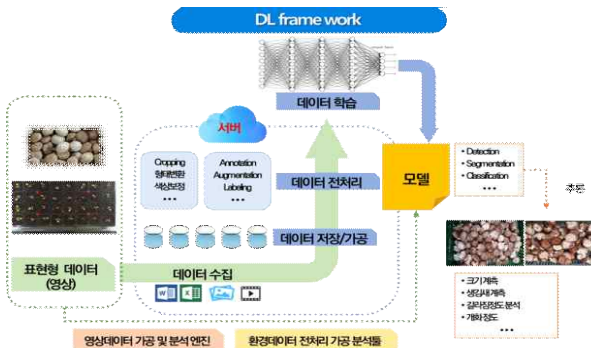 DL frame work
데이터 학습
서버
Cropping
형태변환
색상보정
...
Annotation
Augmentation
Labeling
...
데이터 전처리
모델
• Detection
• Segmentation
• Classification
...
추론
데이터 저장/가공
표현형 데이터
(영상)
데이터 수집
• 크기 계측
• 생김새 계측
• 갈라짐정도 분석
• 개화 정도
...
영상데이터 가공 및 분석 엔진
환경데이터 전처리 가공 분석툴